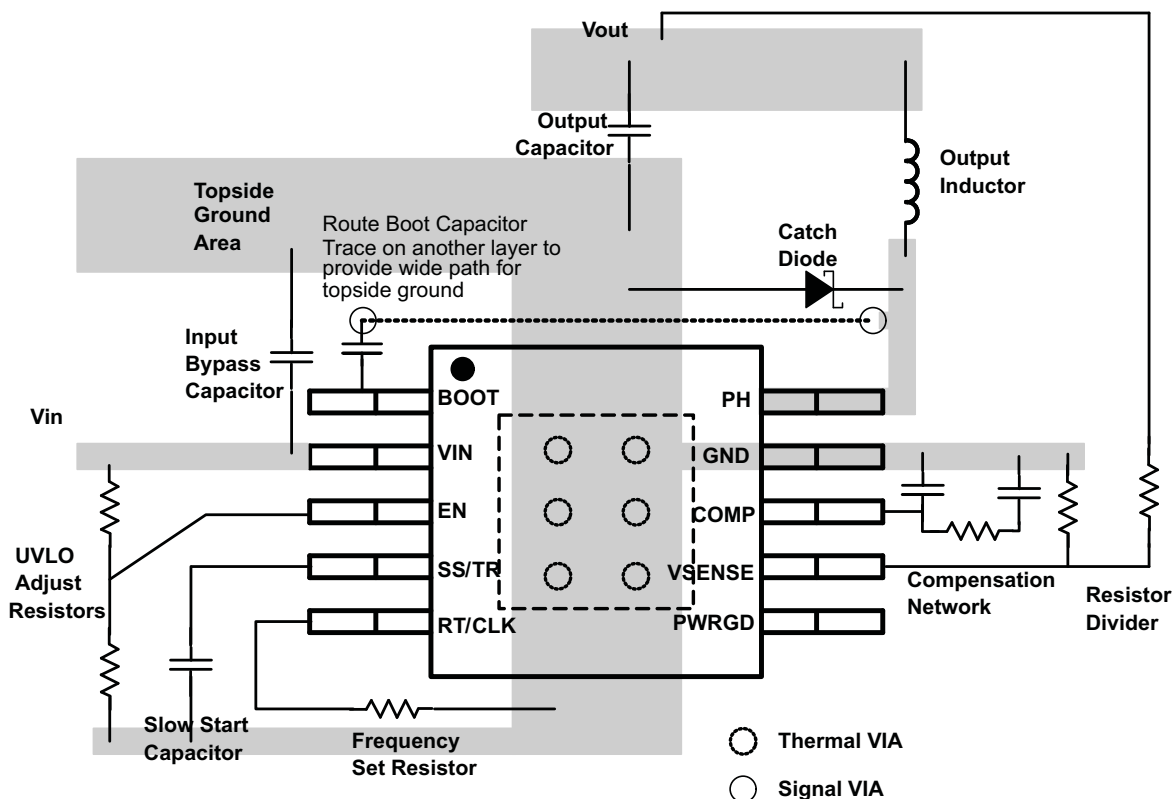 Vout
Output
Capacitor
Output
Inductor
Topside
Ground
Area
Route Boot Capacitor
Trace on another layer to
provide wide path for
topside ground
Catch
Diode
Input
Bypass
Capacitor
Vin
BOOT
VIN
EN
SS/TR
RT/CLK
PH
GND
COMP
VSENSE
PWRGD
UVLO
Adjust
Resistors
Compensation
Network
Resistor
Divider
Slow Start
Capacitor
Frequency
Set Resistor
Thermal VIA
Signal VIA